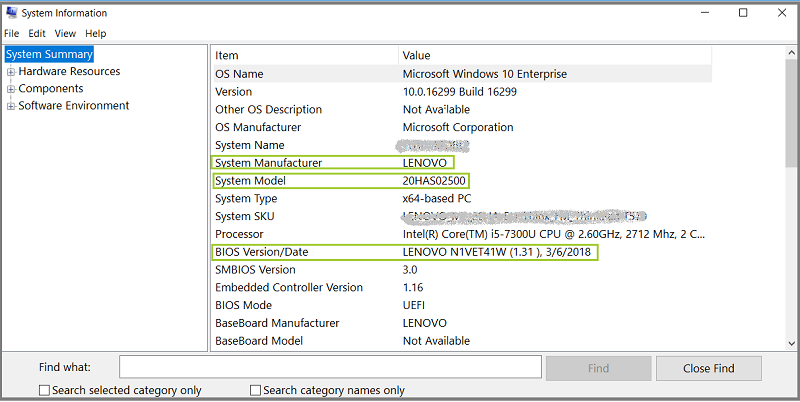 System Information
File Edit View Help
System Summary
Hardware Resources
Components
Software Environment
Item Value
OS Name Microsoft Windows 10 Enterprise
Version 10.0.16299 Build 16299
Other OS Description Not Available
OS Manufacturer Microsoft Corporation
System Name
System Manufacturer LENOVO
System Model 20HAS02500
System Type x64-based PC
System SKU
Processor Intel(R) Core(TM) i5-7300U CPU @ 2.60GHz, 2712 Mhz, 2 C...
BIOS Version/Date LENOVO N1VET41W (1.31 ), 3/6/2018
SMBIOS Version 3.0
Embedded Controller Version 1.16
BIOS Mode UEFI
BaseBoard Manufacturer LENOVO
BaseBoard Model Not Available
Find what: Find Close Find
Search selected category only Search category names only